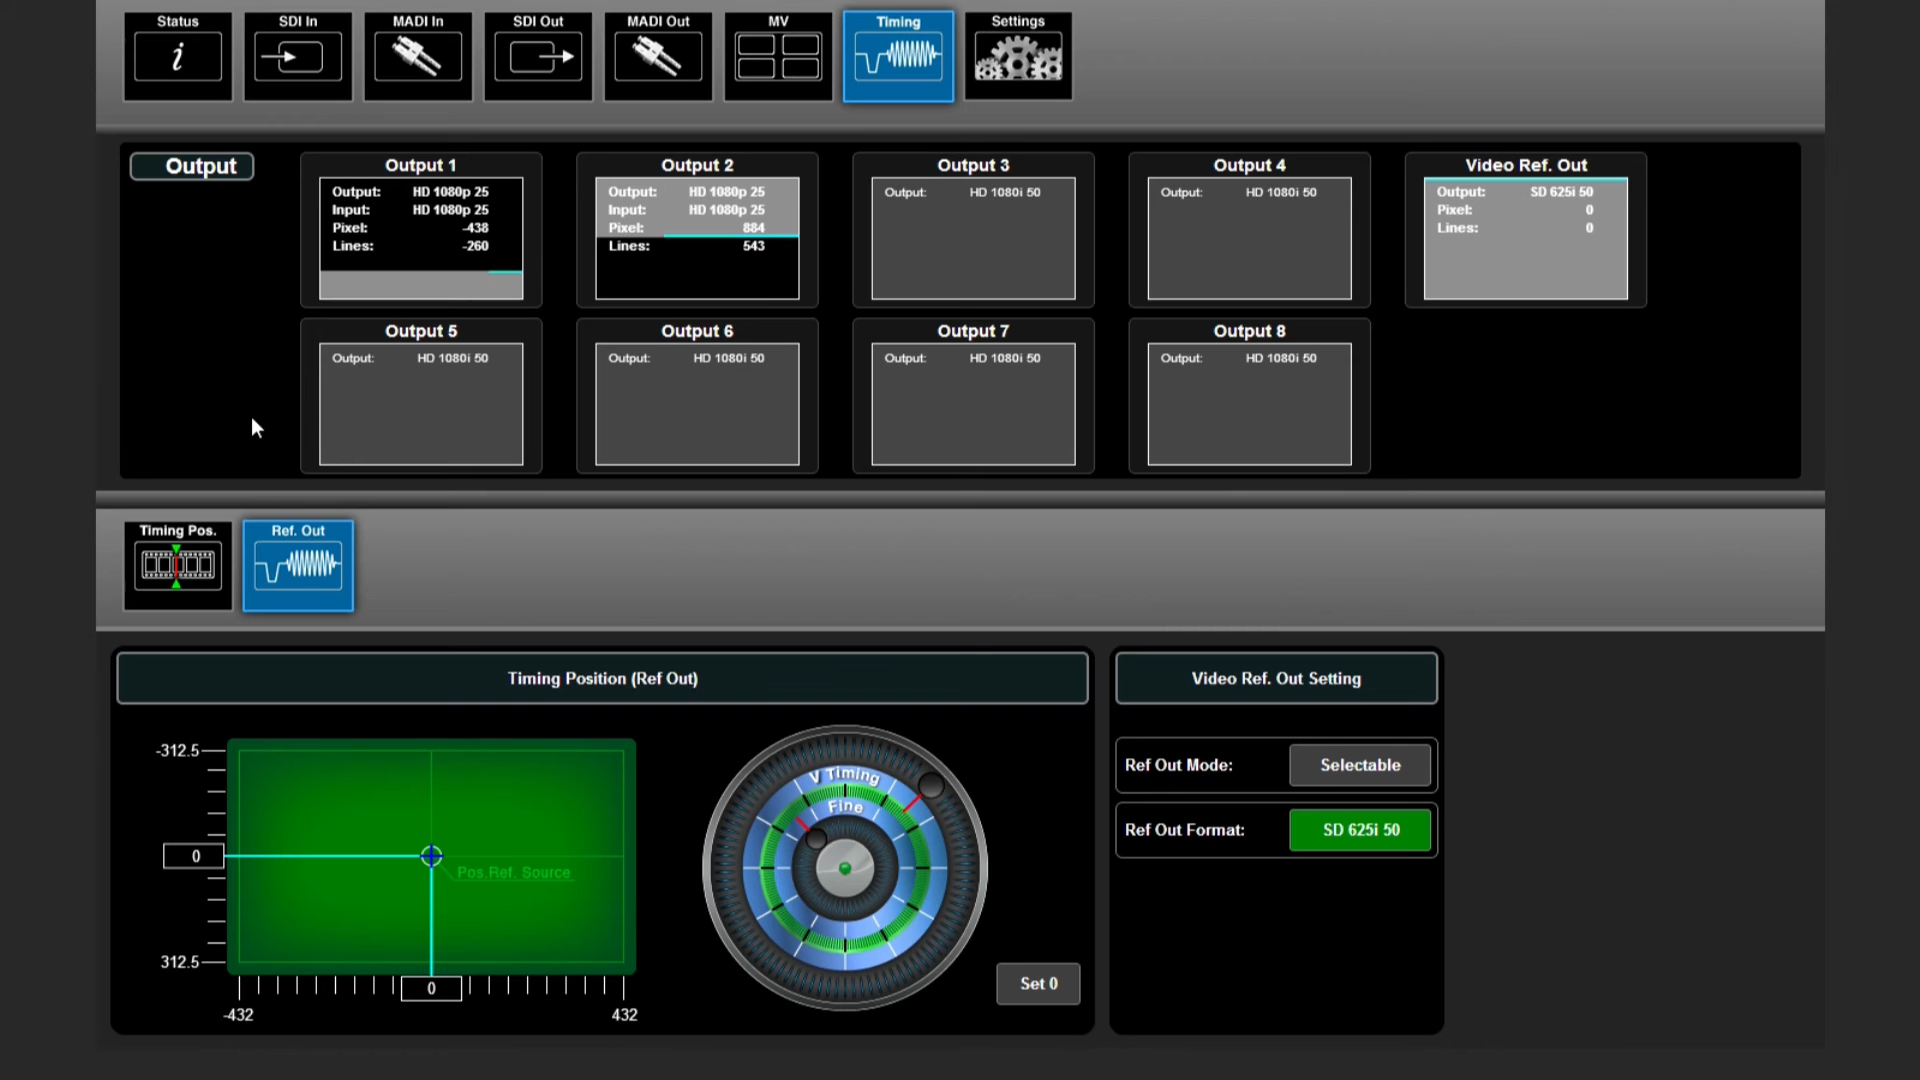 Status
SDI In
MADI In
SDI Out
MADI Out
MV
Timing
Settings
Output
Output 1
Output: HD 1080p 25
Input: HD 1080p 25
Pixel: -438
Lines: -260
Output 2
Output: HD 1080p 25
Input: HD 1080p 25
Pixel: 884
Lines: 543
Output 3
Output: HD 1080i 50
Output 4
Output: HD 1080i 50
Video Ref. Out
Output: SD 625i 50
Pixel: 0
Lines: 0
Output 5
Output: HD 1080i 50
Output 6
Output: HD 1080i 50
Output 7
Output: HD 1080i 50
Output 8
Output: HD 1080i 50
Timing Pos.
Ref. Out
Timing Position (Ref Out)
-312.5
0
312.5
Pos.Ref. Source
-432
0
432
V Timing
Fine
Set 0
Video Ref. Out Setting
Ref Out Mode: Selectable
Ref Out Format: SD 625i 50